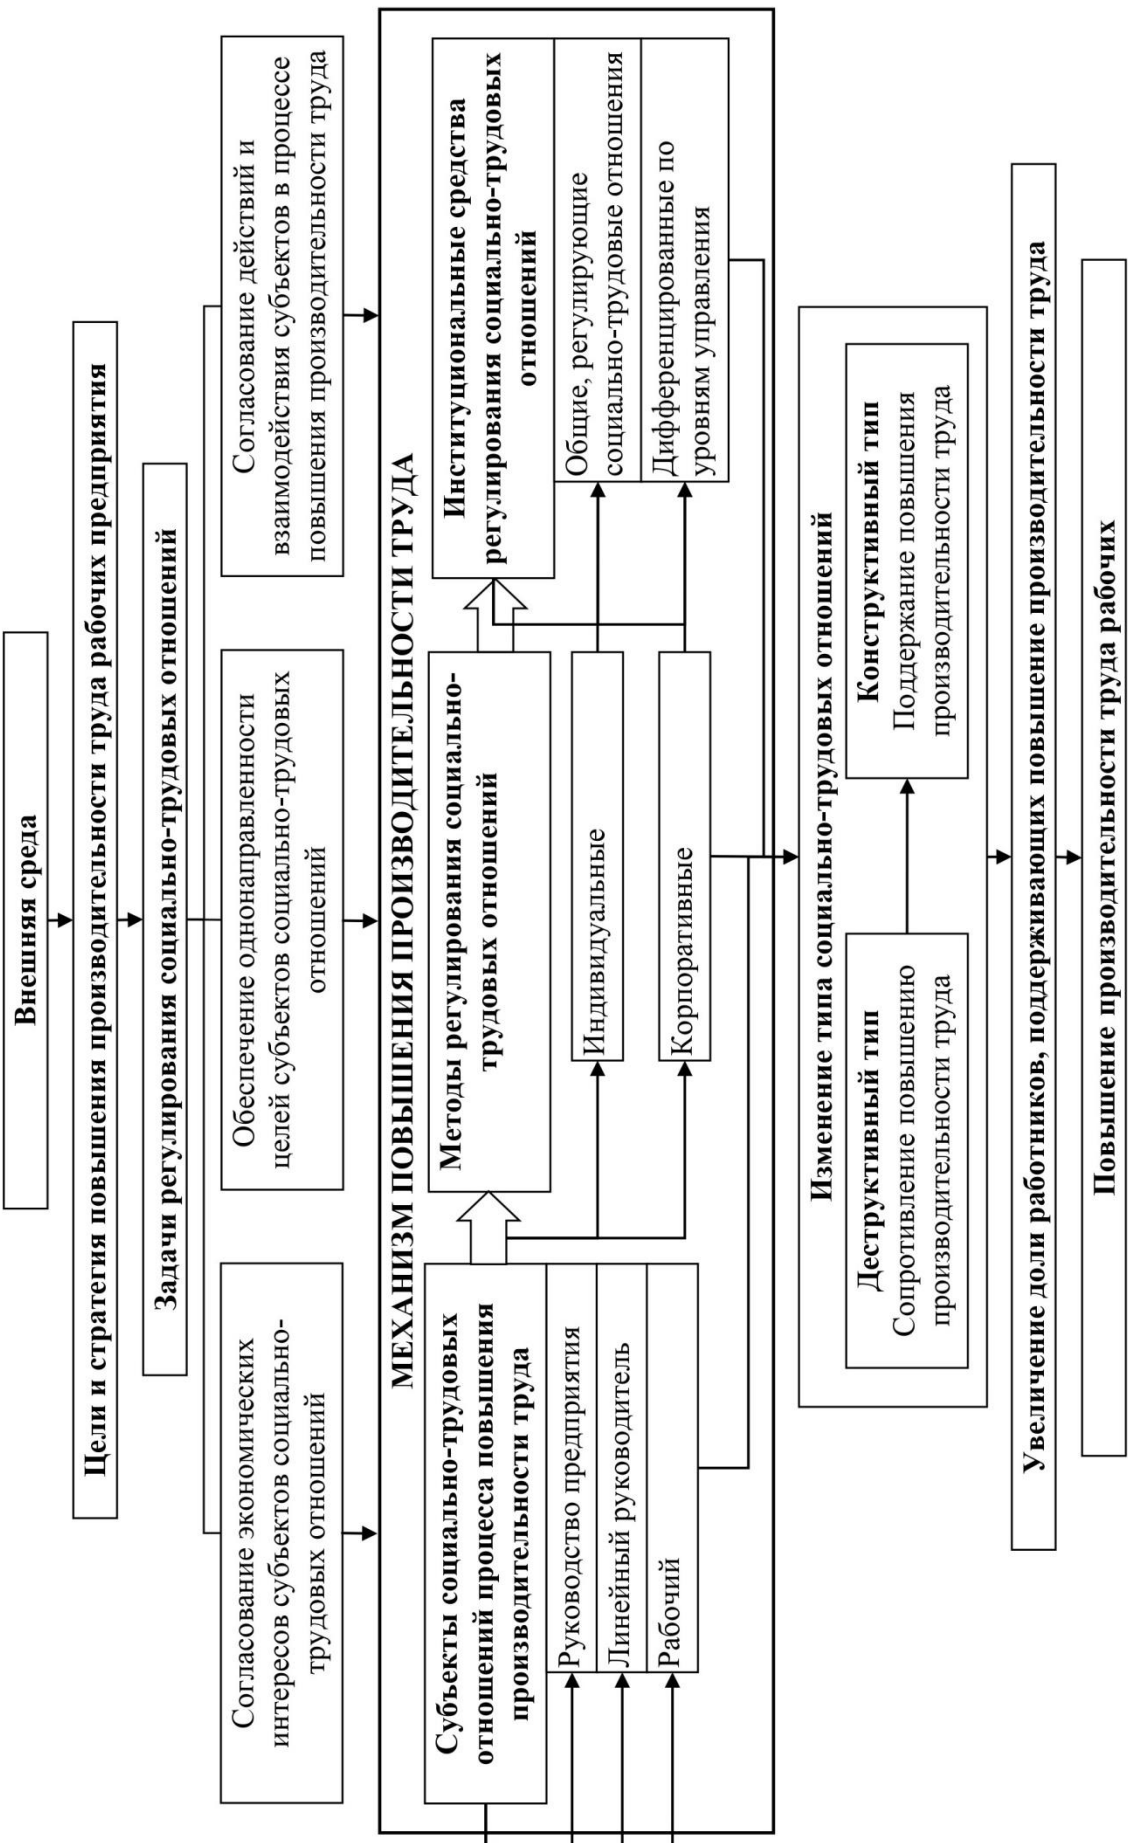 Внешняя среда
Цели и стратегия повышения производительности труда рабочих предприятия
Задачи регулирования социально-трудовых отношений
Согласование экономических
интересов субъектов социально-
трудовых отношений
Обеспечение однонаправленности
целей субъектов социально-трудовых
отношений
Согласование действий и
взаимодействия субъектов в процессе
повышения производительности труда
МЕХАНИЗМ ПОВЫШЕНИЯ ПРОИЗВОДИТЕЛЬНОСТИ ТРУДА
Субъекты социально-трудовых
отношений процесса повышения
производительности труда
Руководство предприятия
Линейный руководитель
Рабочий
Методы регулирования социально-
трудовых отношений
Индивидуальные
Корпоративные
Институциональные средства
регулирования социально-трудовых
отношений
Общие, регулирующие
социально-трудовые отношения
Дифференцированные по
уровням управления
Изменение типа социально-трудовых отношений
Деструктивный тип
Сопротивление повышению
производительности труда
Конструктивный тип
Поддержание повышения
производительности труда
Увеличение доли работников, поддерживающих повышение производительности труда
Повышение производительности труда рабочих